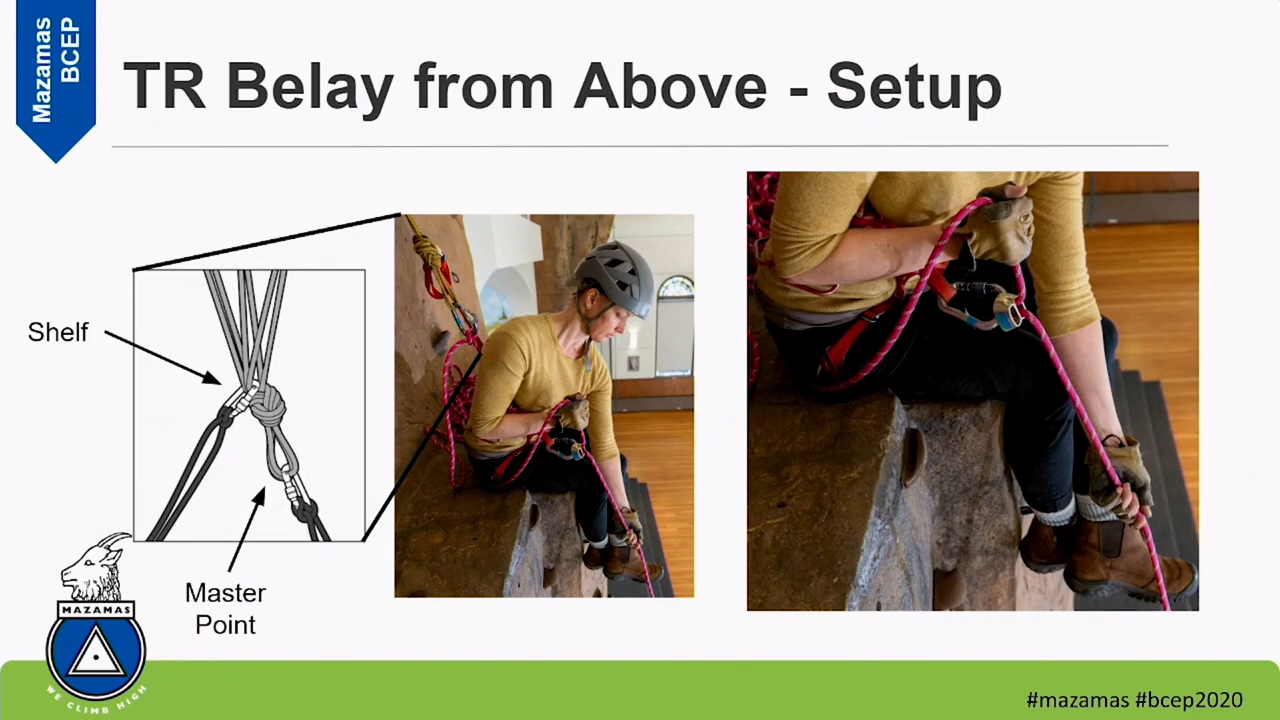 Mazamas
BCEP
TR Belay from Above - Setup
Shelf
Master
Point
MAZAMAS
WE CLIMB HIGH
#mazamas #bcep2020